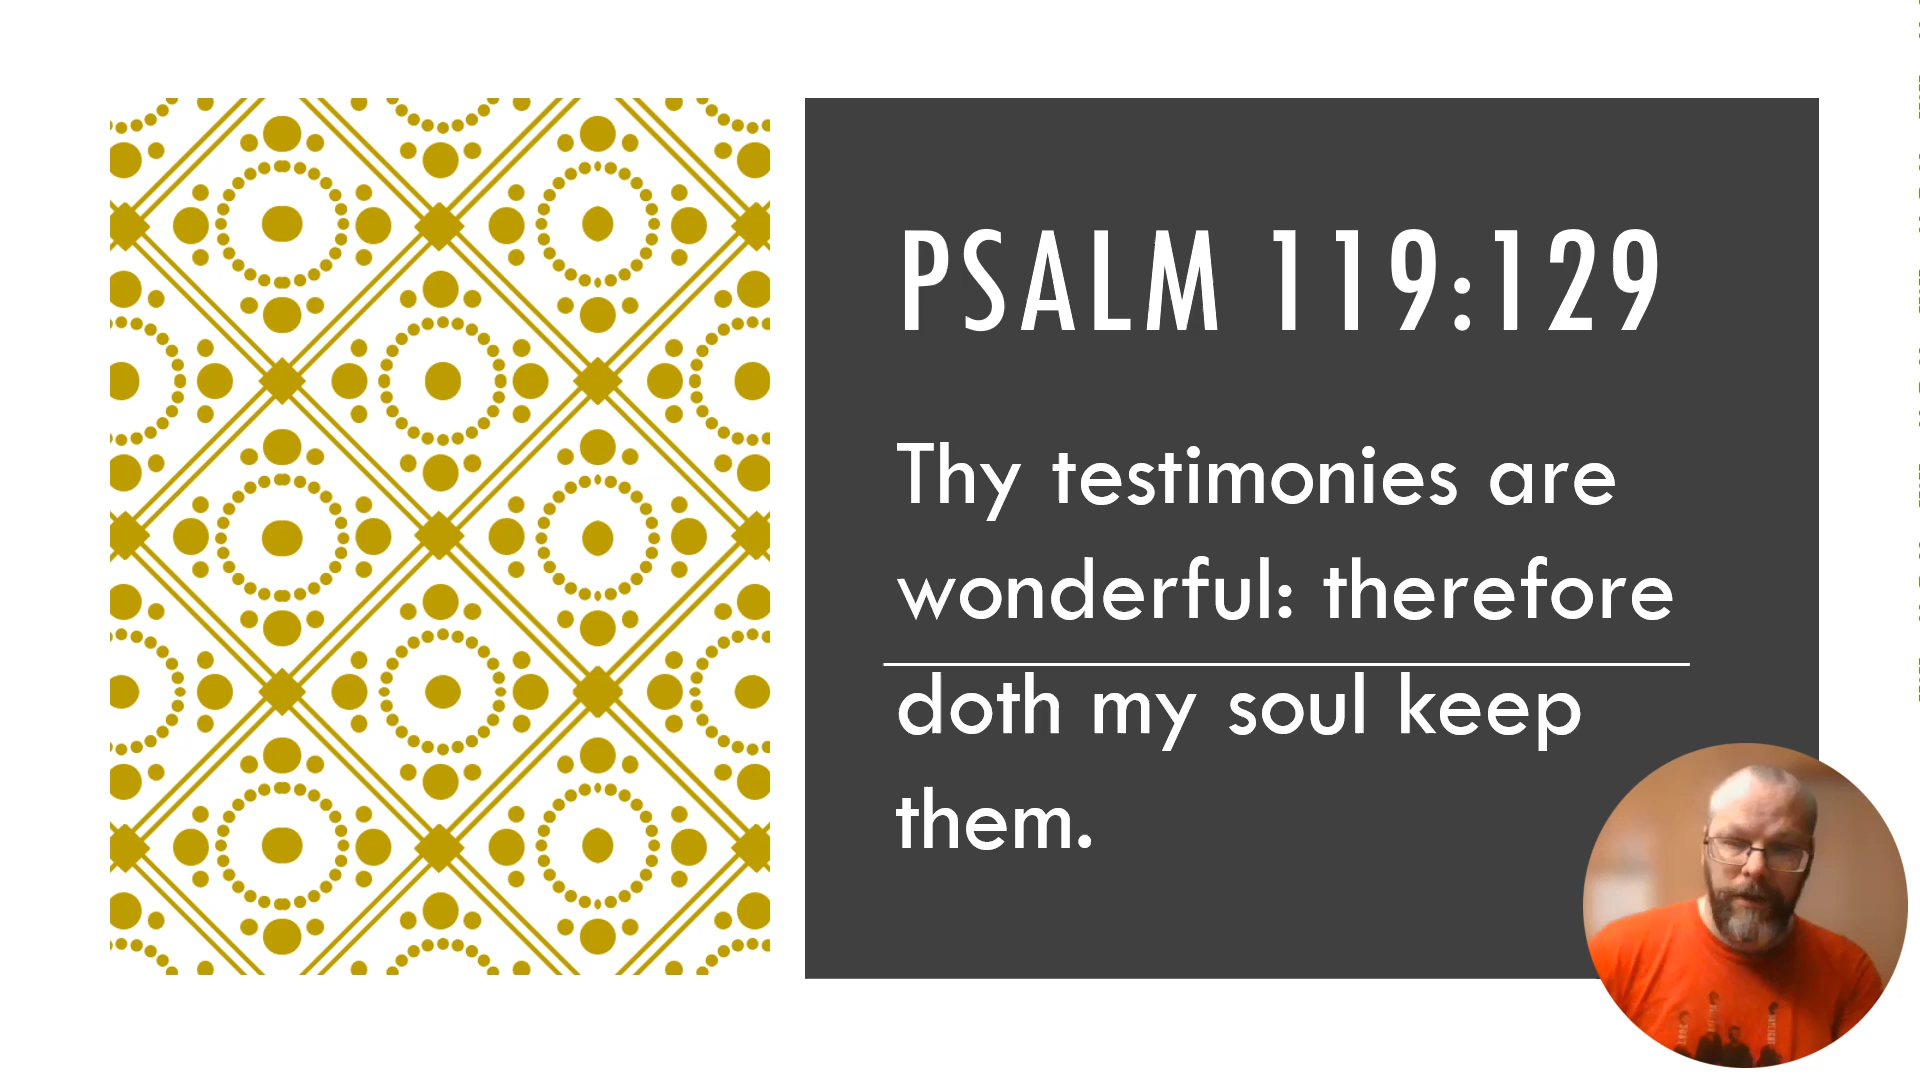 PSALM 119:129
Thy testimonies are
wonderful: therefore
doth my soul keep
them.